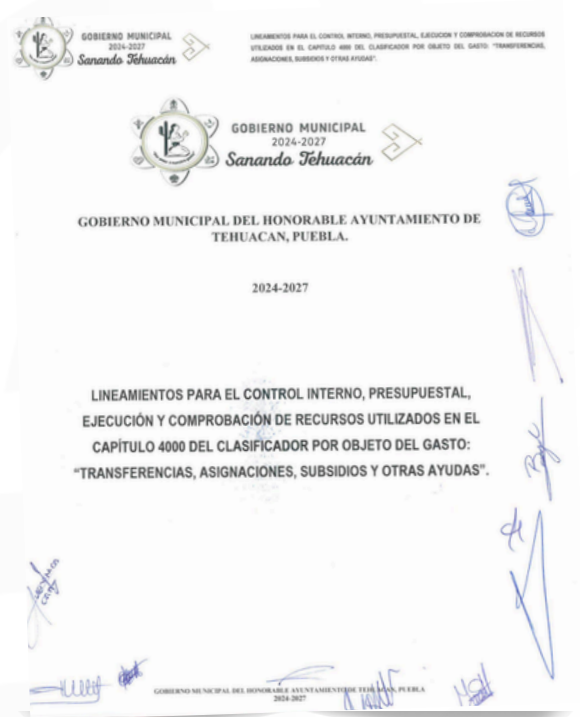 GOBIERNO MUNICIPAL
2024-2027
Sanando Tehuacán
LINEAMIENTOS PARA EL CONTROL INTERNO, PRESUPUESTAL, EJECUCION Y COMPROBACION DE RECURSOS
UTILIZADOS EN EL CAPITULO 4000 DEL CLASIFICADOR POR OBJETO DEL GASTO: "TRANSFERENCIAS,
ASIGNACIONES, SUBSIDIOS Y OTRAS AYUDAS".
GOBIERNO MUNICIPAL
2024-2027
Sanando Tehuacán
GOBIERNO MUNICIPAL DEL HONORABLE AYUNTAMIENTO DE
TEHUACAN, PUEBLA.
2024-2027
LINEAMIENTOS PARA EL CONTROL INTERNO, PRESUPUESTAL,
EJECUCIÓN Y COMPROBACIÓN DE RECURSOS UTILIZADOS EN EL
CAPÍTULO 4000 DEL CLASIFICADOR POR OBJETO DEL GASTO:
“TRANSFERENCIAS, ASIGNACIONES, SUBSIDIOS Y OTRAS AYUDAS”.
GOBIERNO MUNICIPAL DEL HONORABLE AYUNTAMIENTO DE TEHUACAN, PUEBLA
2024-2027